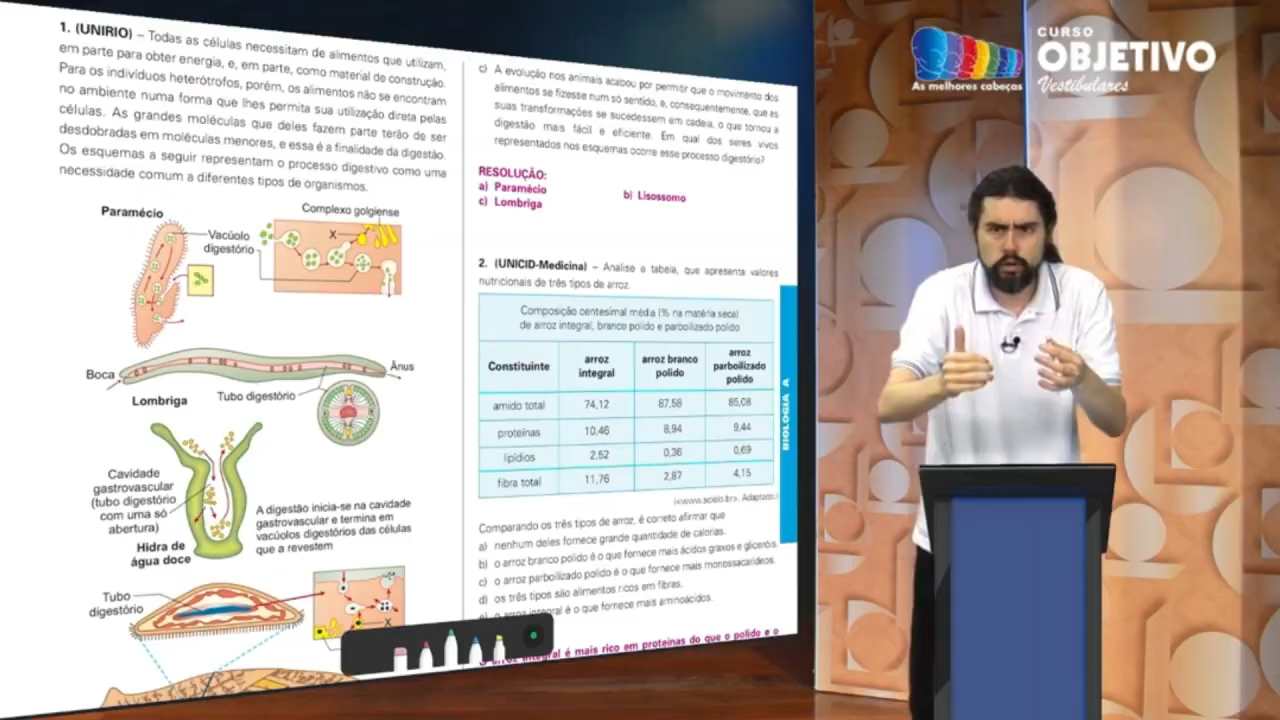 1. (UNIRIO) – Todas as células necessitam de alimentos que utilizam,
em parte para obter energia, e, em parte, como material de construção.
Para os indivíduos heterótrofos, porém, os alimentos não se encontram
no ambiente numa forma que lhes permita sua utilização direta pelas
células. As grandes moléculas que deles fazem parte terão de ser
desdobradas em moléculas menores, e essa é a finalidade da digestão.
Os esquemas a seguir representam o processo digestivo como uma
necessidade comum a diferentes tipos de organismos.
Paramécio
Vacúolo
digestório
Complexo golgiense
X
Boca
Ânus
Lombriga
Tubo digestório
Cavidade
gastrovascular
(tubo digestório
com uma só
abertura)
Hidra de
água doce
A digestão inicia-se na cavidade
gastrovascular e termina em
vacúolos digestórios das células
que a revestem
Tubo
digestório
X
c) A evolução nos animais acabou por permitir que o movimento dos
alimentos se fizesse num só sentido, e, consequentemente, que as
suas transformações se sucedessem em cadeia, o que tornou a
digestão mais fácil e eficiente. Em qual dos seres vivos
representados nos esquemas ocorre esse processo digestório?
RESOLUÇÃO:
a) Paramécio
b) Lisossomo
c) Lombriga
2. (UNICID-Medicina) – Analise a tabela, que apresenta valores
nutricionais de três tipos de arroz.
Composição centesimal média (% na matéria seca)
de arroz integral, branco polido e parboilizado polido
Constituinte arroz integral arroz branco polido arroz parboilizado polido
amido total 74,12 87,58 85,08
proteínas 10,46 8,94 9,44
lipídios 2,52 0,36 0,69
fibra total 11,76 2,87 4,15
(<www.scielo.br>. Adaptado.)
Comparando os três tipos de arroz, é correto afirmar que
a) nenhum deles fornece grande quantidade de calorias.
b) o arroz branco polido é o que fornece mais ácidos graxos e gliceróis.
c) o arroz parboilizado polido é o que fornece mais monossacarídeos.
d) os três tipos são alimentos ricos em fibras.
e) o arroz integral é o que fornece mais aminoácidos.
O arroz integral é mais rico em proteínas do que o polido e o
BIOLOGIA A
CURSO
OBJETIVO
Vestibulares
As melhores cabeças